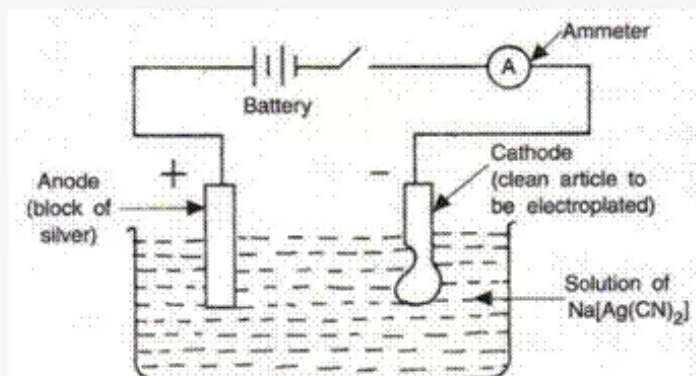 Ammeter
A
Battery
+
-
Anode
(block of
silver)
Cathode
(clean article to
be electroplated)
Solution of
Na[Ag(CN)₂]